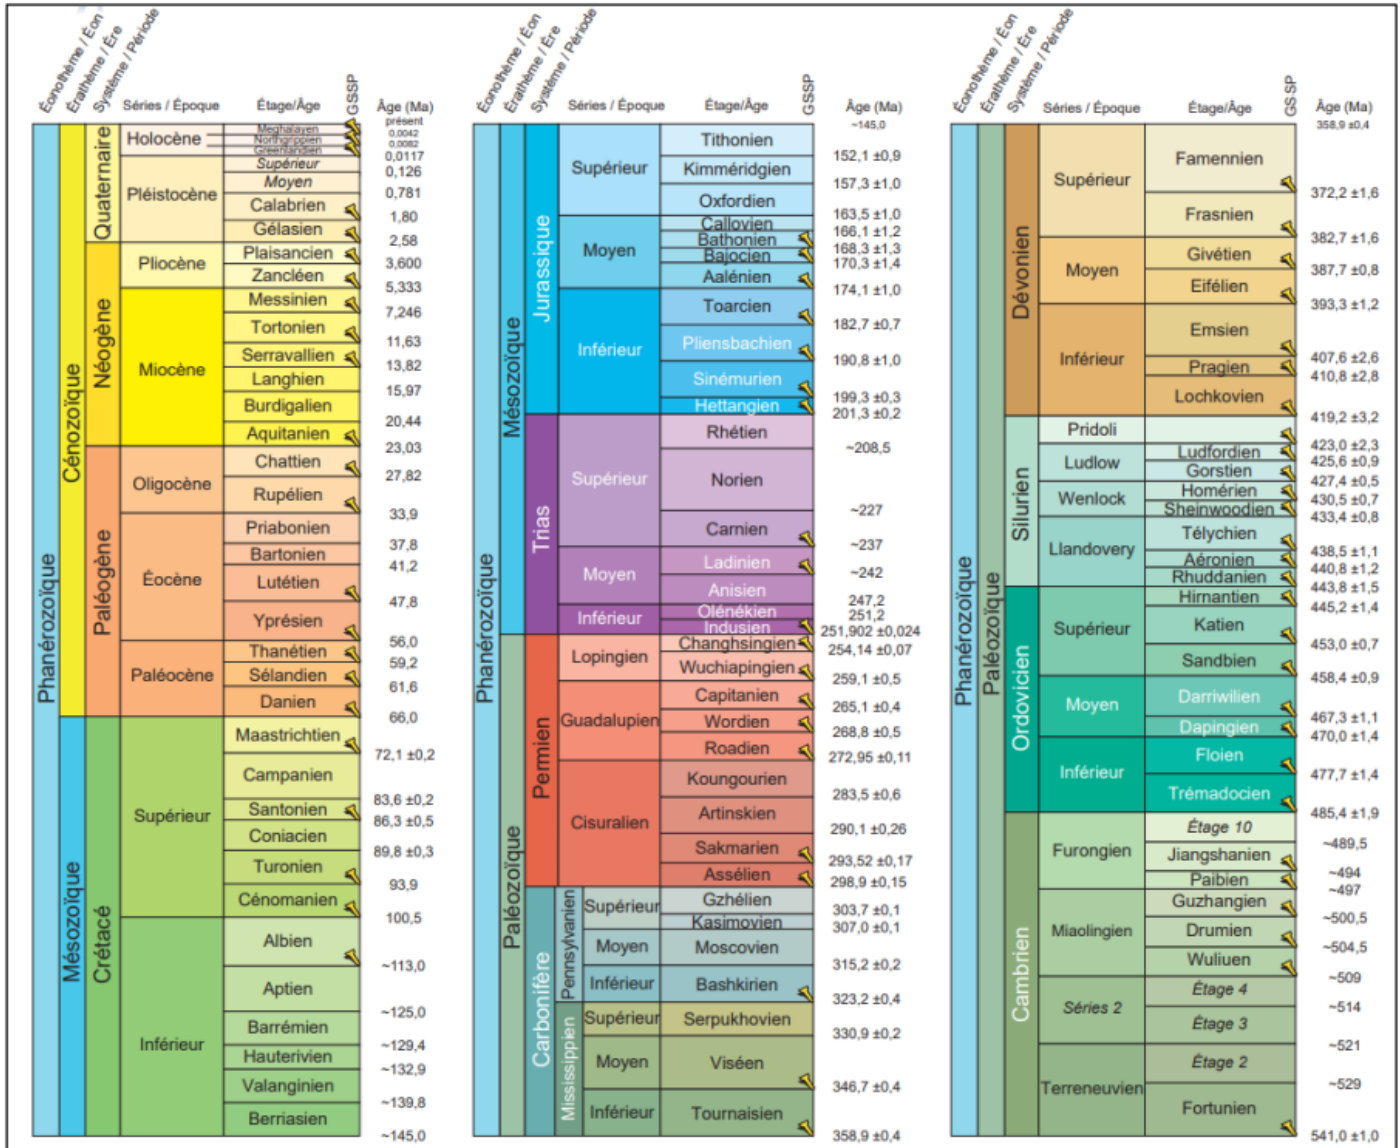 Éonothème / Éon
Érathème / Ère
Système / Période
Séries / Époque
Étage/Âge
GSSP
Âge (Ma)
Phanérozoïque
Cénozoïque
Mésozoïque
Quaternaire
Néogène
Paléogène
Crétacé
Holocène
Pléistocène
Pliocène
Miocène
Oligocène
Éocène
Paléocène
Supérieur
Inférieur
Meghalayen
Northgrippien
Greenlandien
Supérieur
Moyen
Calabrien
Gélasien
Plaisancien
Zancléen
Messinien
Tortonien
Serravallien
Langhien
Burdigalien
Aquitanien
Chattien
Rupélien
Priabonien
Bartonien
Lutétien
Yprésien
Thanétien
Sélandien
Danien
Maastrichtien
Campanien
Santonien
Coniacien
Turonien
Cénomanien
Albien
Aptien
Barrémien
Hauterivien
Valanginien
Berriasien
présent
0,0042
0,0082
0,0117
0,126
0,781
1,80
2,58
3,600
5,333
7,246
11,63
13,82
15,97
20,44
23,03
27,82
33,9
37,8
41,2
47,8
56,0
59,2
61,6
66,0
72,1 ±0,2
83,6 ±0,2
86,3 ±0,5
89,8 ±0,3
93,9
100,5
~113,0
~125,0
~129,4
~132,9
~139,8
~145,0
Éonothème / Éon
Érathème / Ère
Système / Période
Séries / Époque
Étage/Âge
GSSP
Âge (Ma)
Phanérozoïque
Mésozoïque
Paléozoïque
Jurassique
Trias
Permien
Carbonifère
Pennsylvanien
Mississippien
Supérieur
Moyen
Inférieur
Supérieur
Moyen
Inférieur
Lopingien
Guadalupien
Cisuralien
Supérieur
Moyen
Inférieur
Supérieur
Moyen
Inférieur
Tithonien
Kimméridgien
Oxfordien
Callovien
Bathonien
Bajocien
Aalénien
Toarcien
Pliensbachien
Sinémurien
Hettangien
Rhétien
Norien
Carnien
Ladinien
Anisien
Olénékien
Indusien
Changhsingien
Wuchiapingien
Capitanien
Wordien
Roadien
Koungourien
Artinskien
Sakmarien
Assélien
Gzhélien
Kasimovien
Moscovien
Bashkirien
Serpukhovien
Viséen
Tournaisien
~145,0
152,1 ±0,9
157,3 ±1,0
163,5 ±1,0
166,1 ±1,2
168,3 ±1,3
170,3 ±1,4
174,1 ±1,0
182,7 ±0,7
190,8 ±1,0
199,3 ±0,3
201,3 ±0,2
~208,5
~227
~237
~242
247,2
251,2
251,902 ±0,024
254,14 ±0,07
259,1 ±0,5
265,1 ±0,4
268,8 ±0,5
272,95 ±0,11
283,5 ±0,6
290,1 ±0,26
293,52 ±0,17
298,9 ±0,15
303,7 ±0,1
307,0 ±0,1
315,2 ±0,2
323,2 ±0,4
330,9 ±0,2
346,7 ±0,4
358,9 ±0,4
Éonothème / Éon
Érathème / Ère
Système / Période
Séries / Époque
Étage/Âge
GSSP
Âge (Ma)
Phanérozoïque
Paléozoïque
Dévonien
Silurien
Ordovicien
Cambrien
Supérieur
Moyen
Inférieur
Pridoli
Ludlow
Wenlock
Llandovery
Supérieur
Moyen
Inférieur
Furongien
Miaolingien
Séries 2
Terreneuvien
Famennien
Frasnien
Givétien
Eifélien
Emsien
Pragien
Lochkovien
Ludfordien
Gorstien
Homérien
Sheinwoodien
Télychien
Aéronien
Rhuddanien
Hirnantien
Katien
Sandbien
Darriwilien
Dapingien
Floien
Trémadocien
Étage 10
Jiangshanien
Paibien
Guzhangien
Drumien
Wuliuen
Étage 4
Étage 3
Étage 2
Fortunien
358,9 ±0,4
372,2 ±1,6
382,7 ±1,6
387,7 ±0,8
393,3 ±1,2
407,6 ±2,6
410,8 ±2,8
419,2 ±3,2
423,0 ±2,3
425,6 ±0,9
427,4 ±0,5
430,5 ±0,7
433,4 ±0,8
438,5 ±1,1
440,8 ±1,2
443,8 ±1,5
445,2 ±1,4
453,0 ±0,7
458,4 ±0,9
467,3 ±1,1
470,0 ±1,4
477,7 ±1,4
485,4 ±1,9
~489,5
~494
~497
~500,5
~504,5
~509
~514
~521
~529
541,0 ±1,0